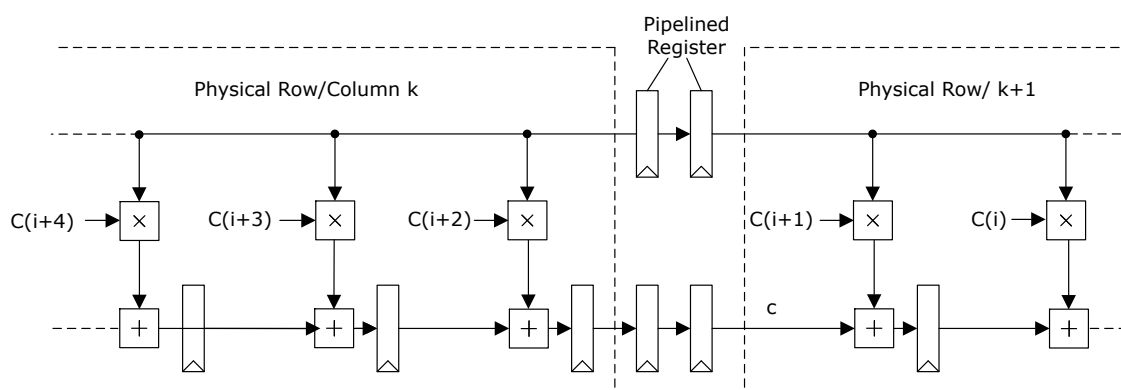 Pipelined
Register
Physical Row/Column k
Physical Row/ k+1
C(i+4)
×
C(i+3)
×
C(i+2)
×
C(i+1)
×
C(i)
×
+
+
+
c
+
+